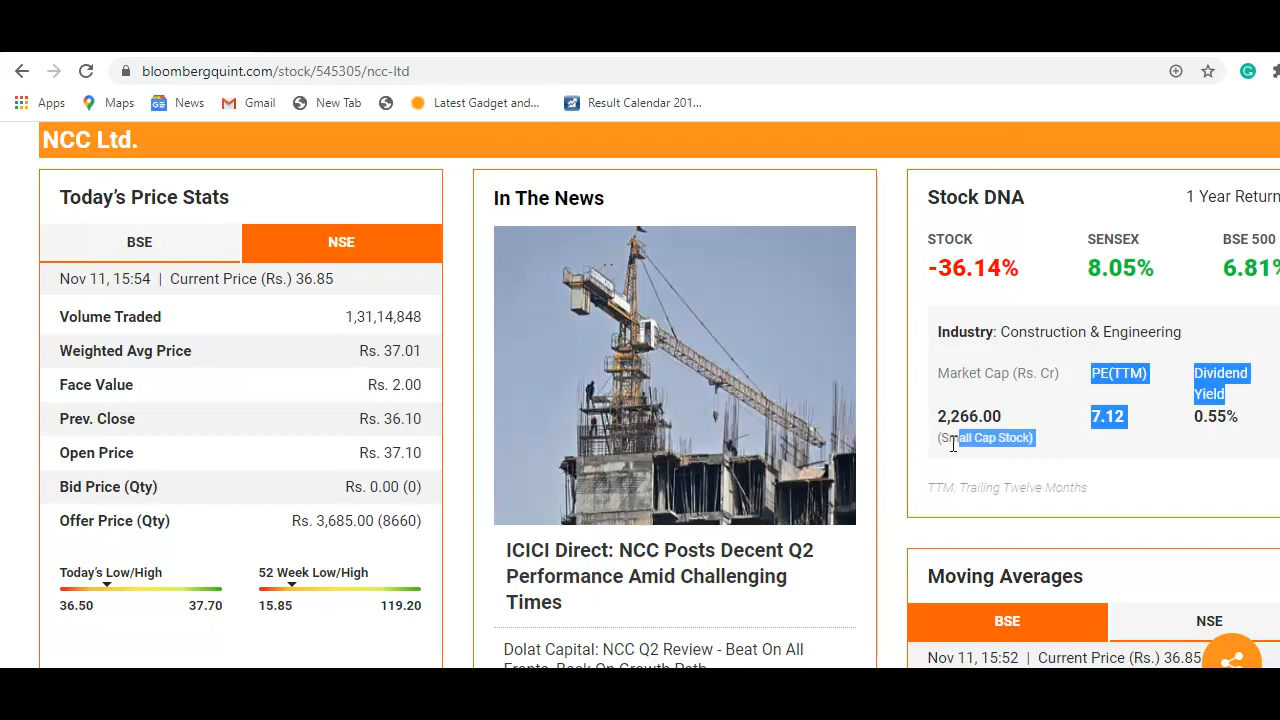 bloombergquint.com/stock/545305/ncc-ltd
Apps Maps News Gmail New Tab Latest Gadget and... Result Calendar 201...
NCC Ltd.
Today's Price Stats
BSE NSE
Nov 11, 15:54 | Current Price (Rs.) 36.85
Volume Traded 1,31,14,848
Weighted Avg Price Rs. 37.01
Face Value Rs. 2.00
Prev. Close Rs. 36.10
Open Price Rs. 37.10
Bid Price (Qty) Rs. 0.00 (0)
Offer Price (Qty) Rs. 3,685.00 (8660)
Today's Low/High 52 Week Low/High
36.50 37.70 15.85 119.20
In The News
ICICI Direct: NCC Posts Decent Q2
Performance Amid Challenging
Times
Dolat Capital: NCC Q2 Review - Beat On All
Fronts, Back On Growth Path
Stock DNA 1 Year Return
STOCK SENSEX BSE 500
-36.14% 8.05% 6.81%
Industry: Construction & Engineering
Market Cap (Rs. Cr) PE(TTM) Dividend
Yield
2,266.00 7.12 0.55%
(Small Cap Stock)
TTM: Trailing Twelve Months
Moving Averages
BSE NSE
Nov 11, 15:52 | Current Price (Rs.) 36.85